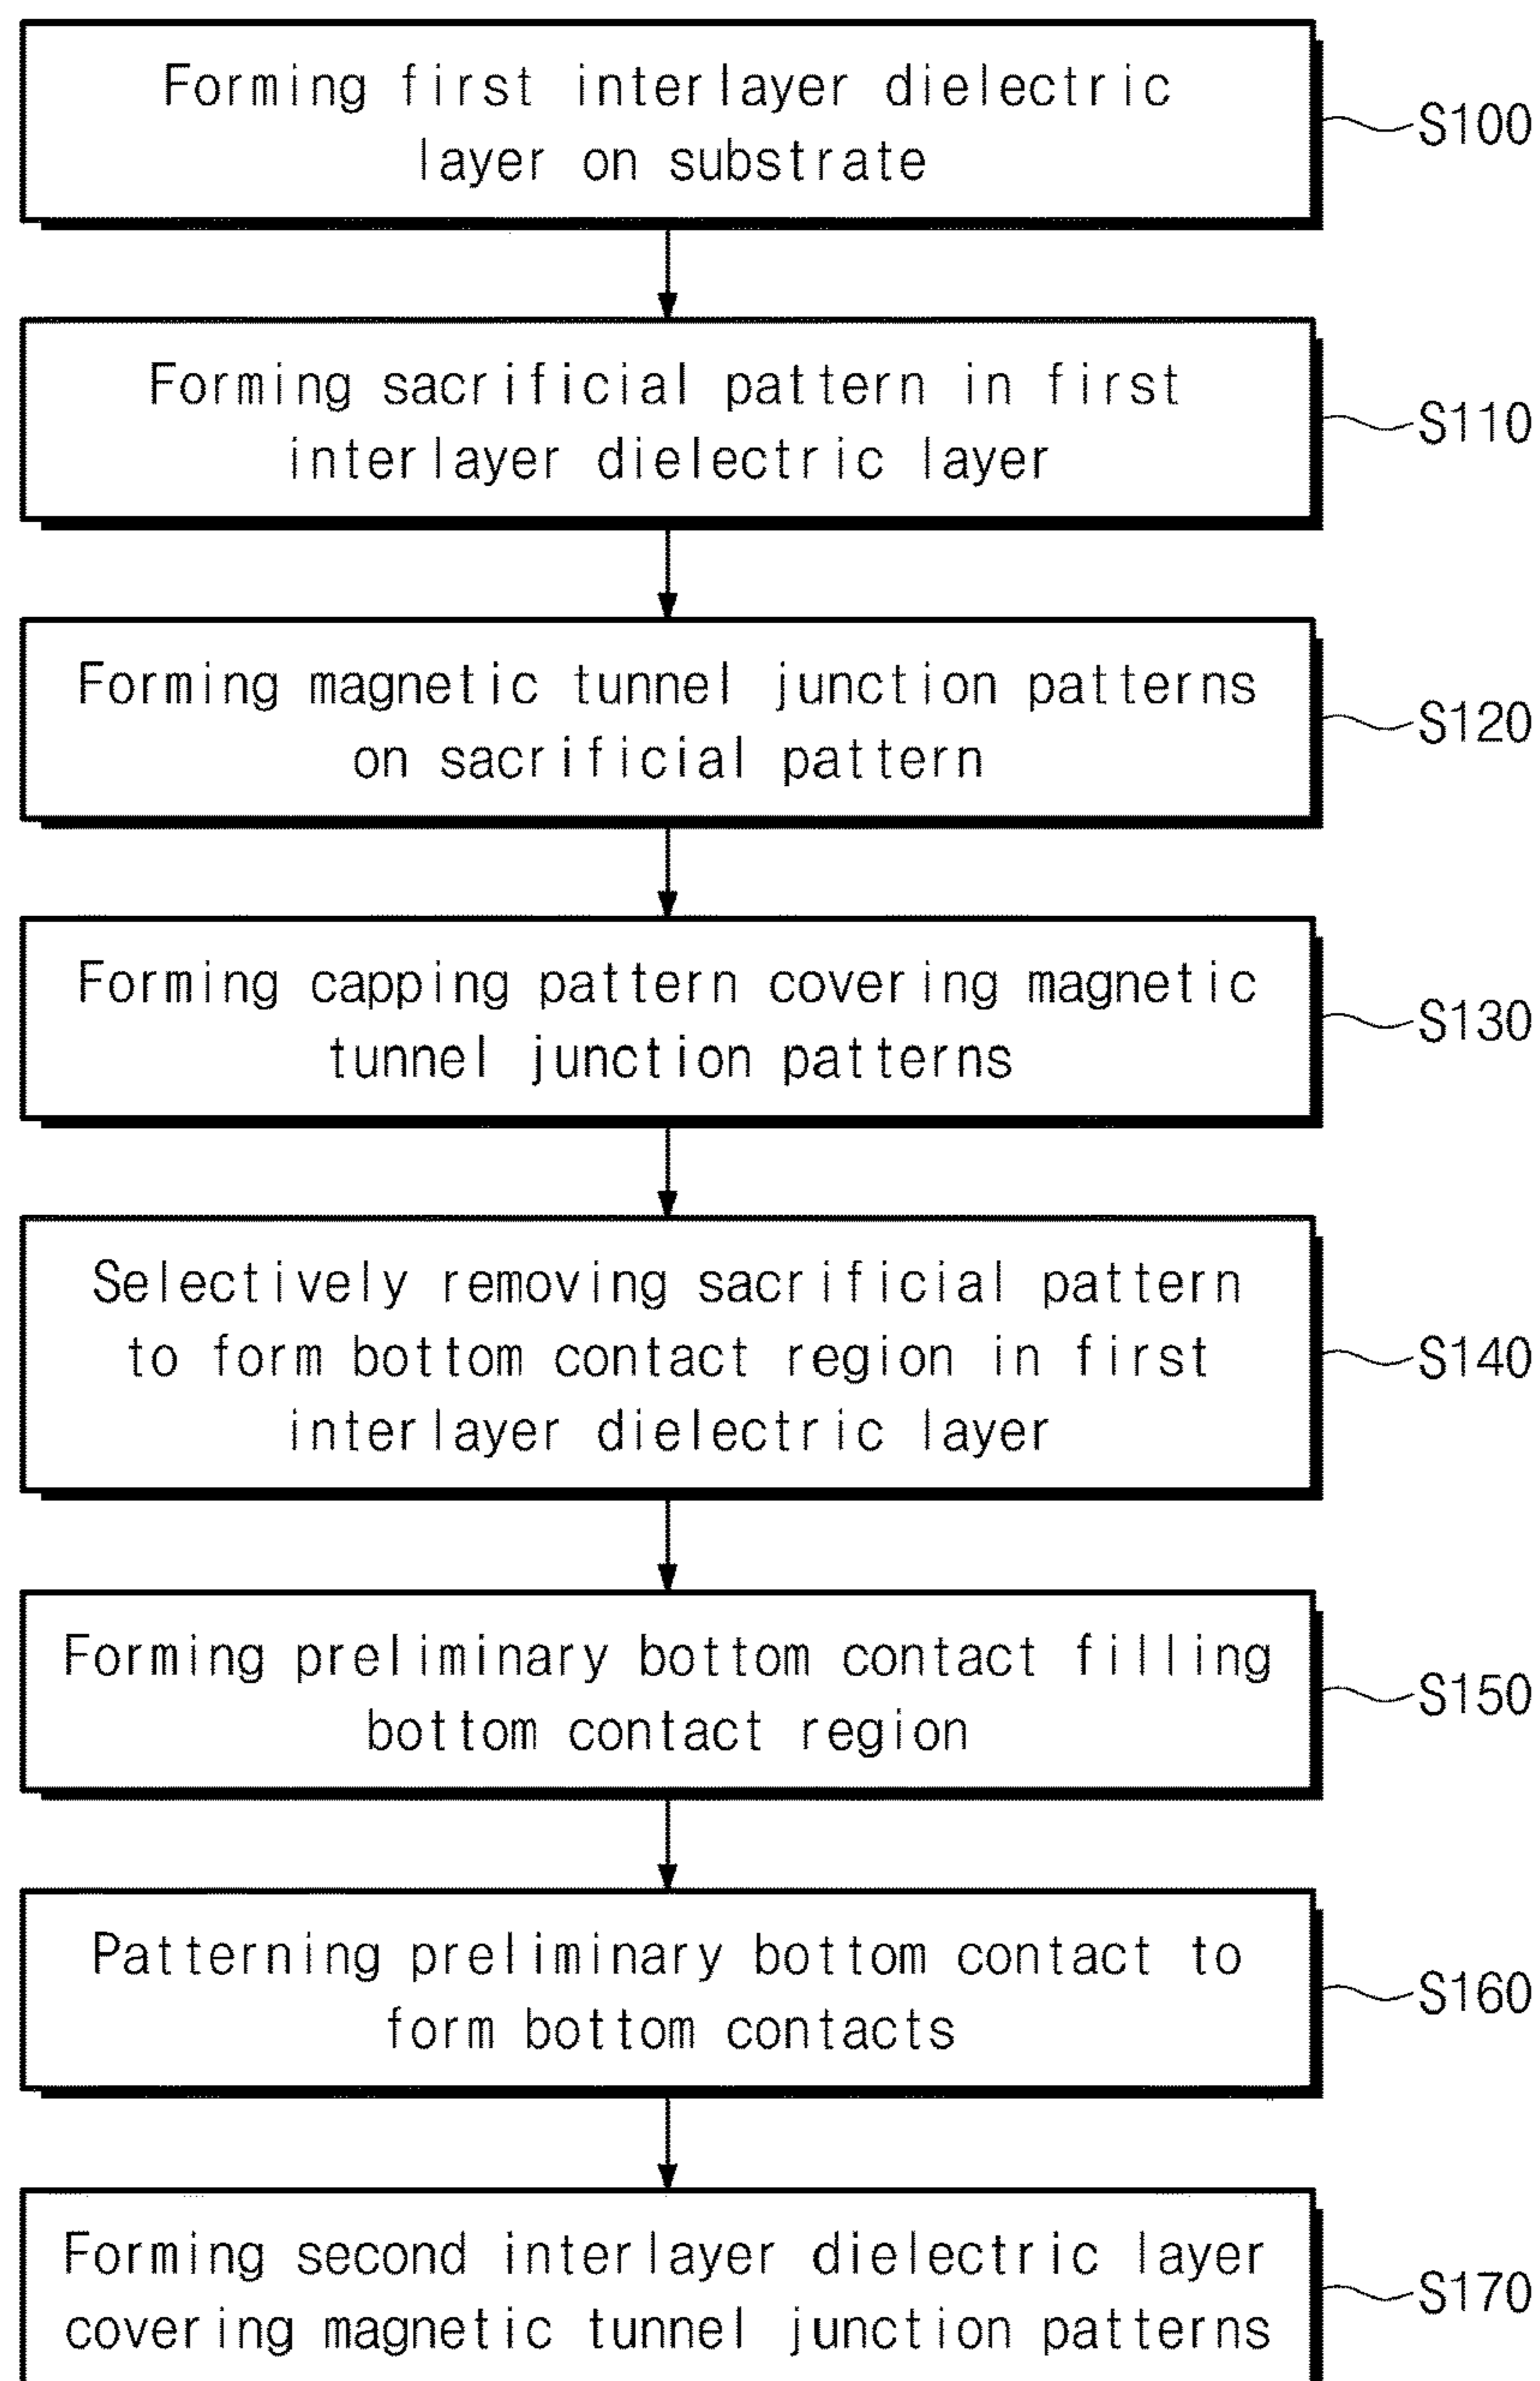 Forming first interlayer dielectric
layer on substrate
S100
Forming sacrificial pattern in first
interlayer dielectric layer
S110
Forming magnetic tunnel junction patterns
on sacrificial pattern
S120
Forming capping pattern covering magnetic
tunnel junction patterns
S130
Selectively removing sacrificial pattern
to form bottom contact region in first
interlayer dielectric layer
S140
Forming preliminary bottom contact filling
bottom contact region
S150
Patterning preliminary bottom contact to
form bottom contacts
S160
Forming second interlayer dielectric layer
covering magnetic tunnel junction patterns
S170